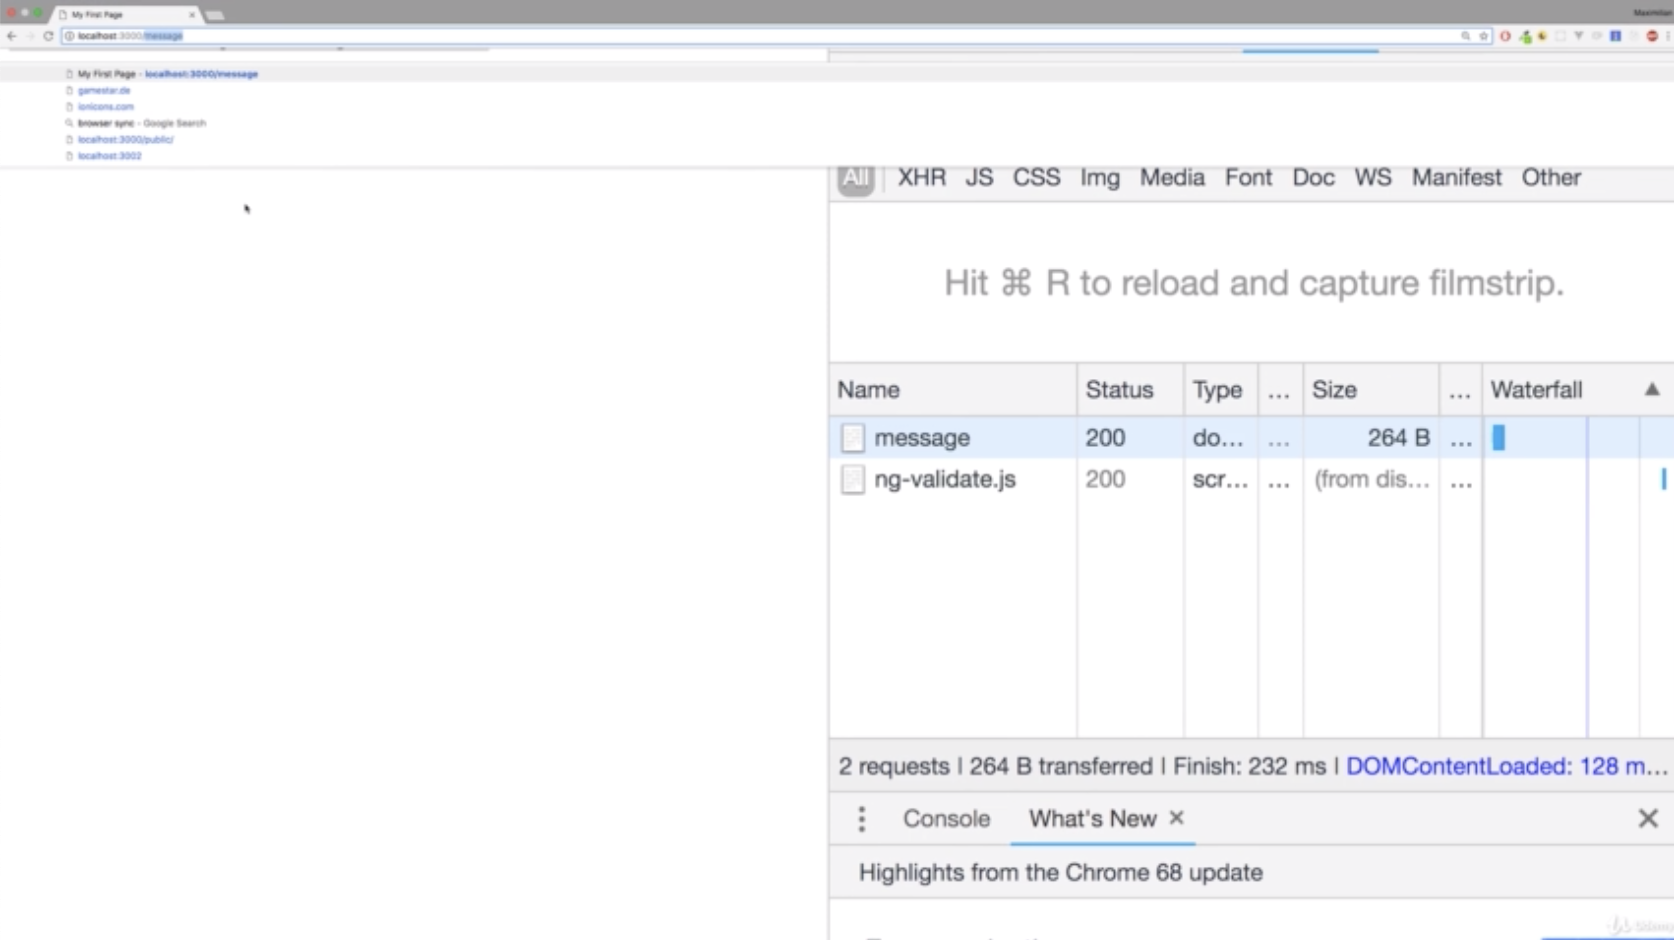 My First Page
Maximilian
localhost:3000/message
My First Page - localhost:3000/message
gamestar.de
ionicons.com
browser sync - Google Search
localhost:3000/public/
localhost:3002
All XHR JS CSS Img Media Font Doc WS Manifest Other
Hit ⌘ R to reload and capture filmstrip.
Name Status Type ... Size ... Waterfall ▲
message 200 do... ... 264 B ...
ng-validate.js 200 scr... ... (from dis... ...
2 requests | 264 B transferred | Finish: 232 ms | DOMContentLoaded: 128 m...
Console What's New ×
Highlights from the Chrome 68 update
Udemy